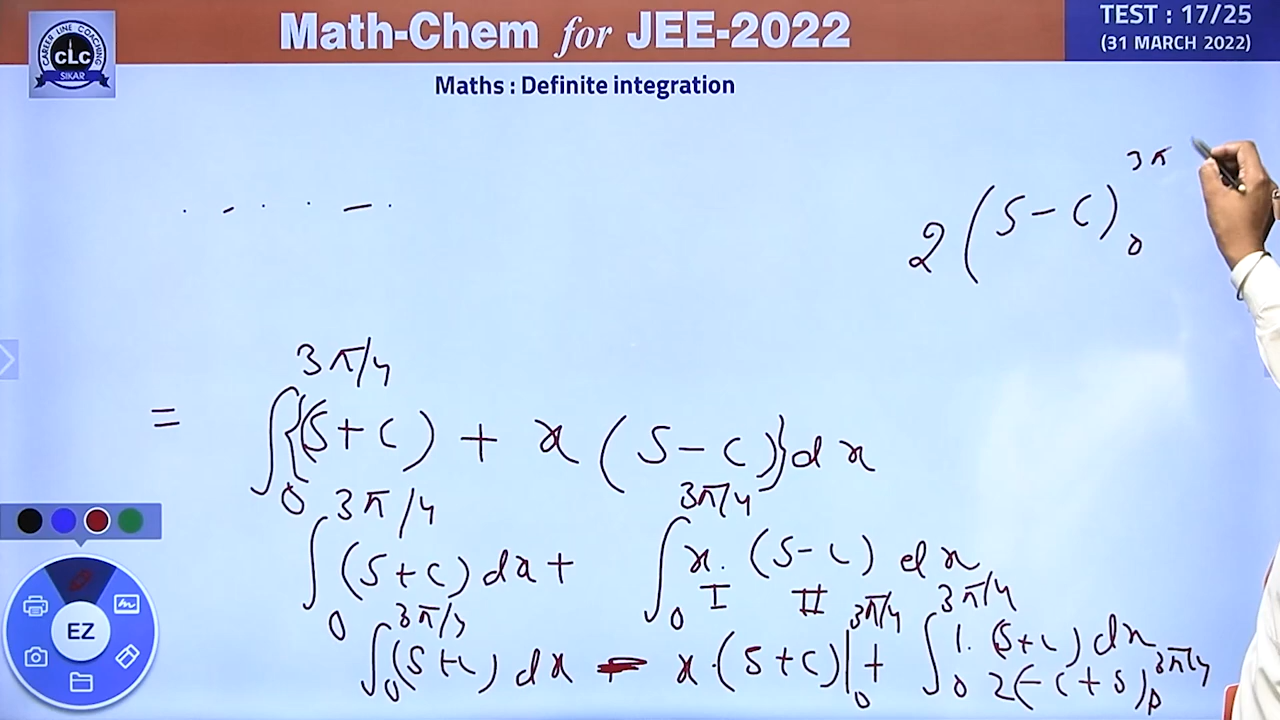 Math-Chem for JEE-2022
TEST : 17/25
(31 MARCH 2022)
CAREER LINE COACHING
CLC
SIKAR
Maths : Definite integration
2 (S - C)₀ 3π
= ∫₀^{3π/4} {(S + C) + x (S - C)} dx
∫₀^{3π/4} (S + C) dx + ∫₀^{3π/4} x. (S - C) dx
I II
∫₀^{3π/4} (S + C) dx - x.(S + C)|₀^{3π/4} + ∫₀^{3π/4} 1. (S + C) dx
2(-C + S)₀^{3π/4}
EZ